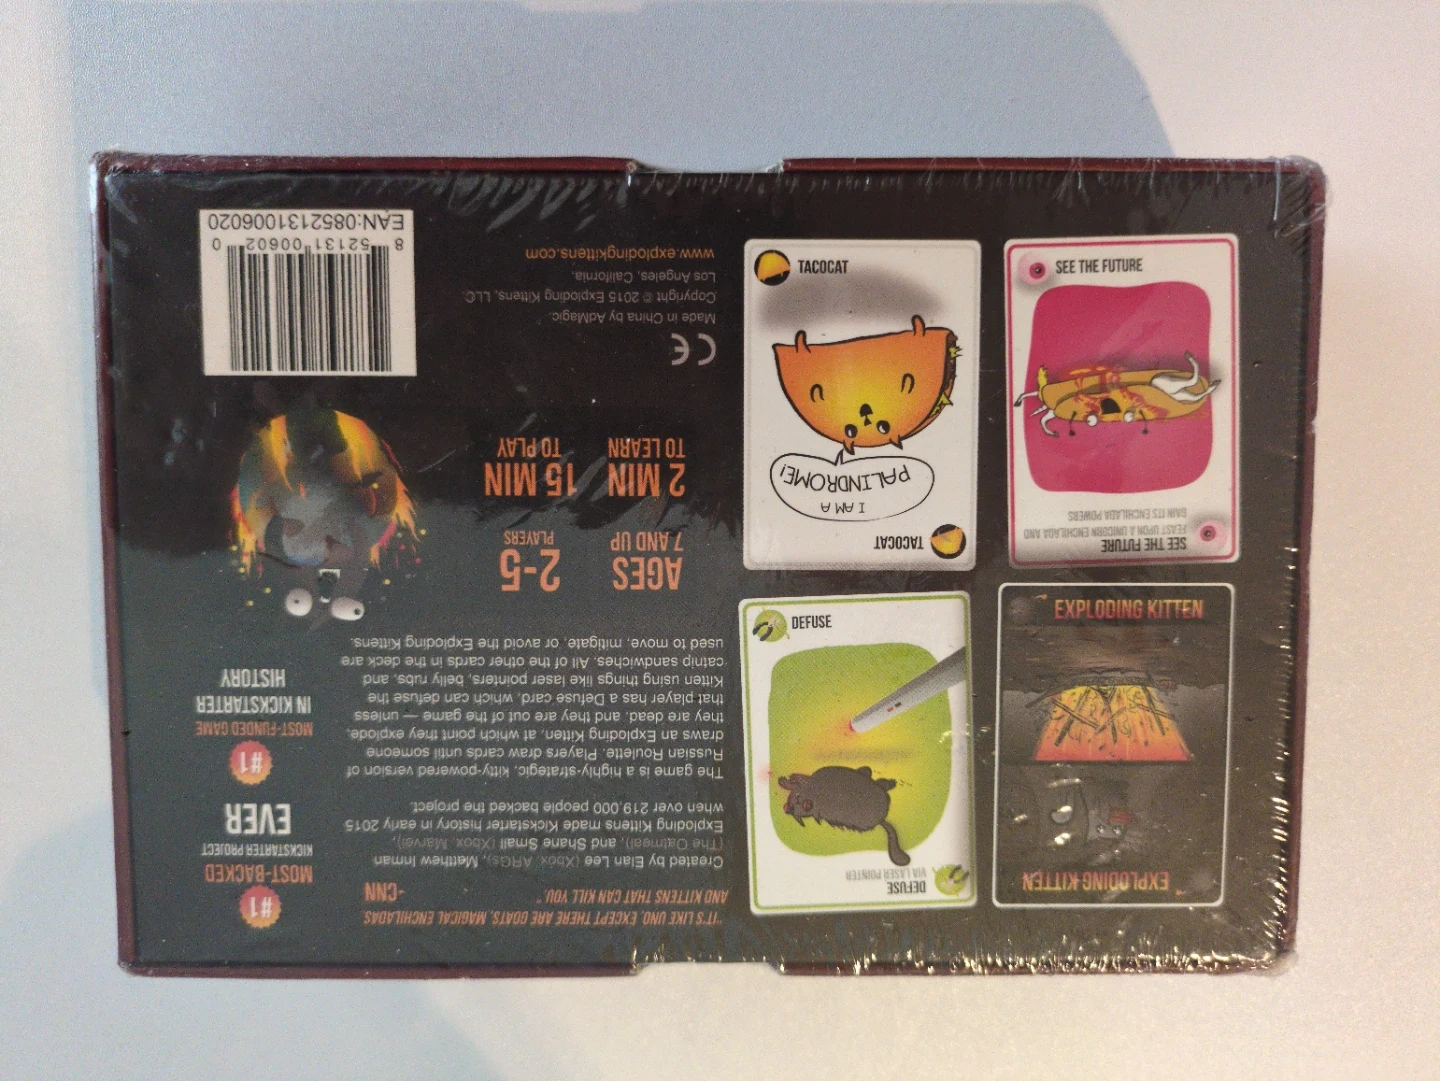 "IT'S LIKE UNO, EXCEPT THERE ARE GOATS, MAGICAL ENCHILADAS,
AND KITTENS THAT CAN KILL YOU."
-CNN
Created by Elan Lee (Xbox, ARGs), Matthew Inman
(The Oatmeal), and Shane Small (Xbox, Marvel),
Exploding Kittens made Kickstarter history in early 2015
when over 219,000 people backed the project.
The game is a highly-strategic, kitty-powered version of
Russian Roulette. Players draw cards until someone
draws an Exploding Kitten, at which point they explode,
they are dead, and they are out of the game — unless
that player has a Defuse card, which can defuse the
Kitten using things like laser pointers, belly rubs, and
catnip sandwiches. All of the other cards in the deck are
used to move, mitigate, or avoid the Exploding Kittens.
#1
MOST-BACKED
KICKSTARTER PROJECT
EVER
#1
MOST-FUNDED GAME
IN KICKSTARTER
HISTORY
AGES
7 AND UP
2-5
PLAYERS
2 MIN
TO LEARN
15 MIN
TO PLAY
CE
Made in China by AdMagic.
Copyright © 2015 Exploding Kittens, LLC.
Los Angeles, California.
www.explodingkittens.com
8 52131 00602 0
EAN:0852131006020
EXPLODING KITTEN
EXPLODING KITTEN
DEFUSE
VIA LASER POINTER
DEFUSE
SEE THE FUTURE
FEAST UPON A UNICORN ENCHILADA AND
GAIN ITS ENCHILADA POWERS
SEE THE FUTURE
TACOCAT
I AM A
PALINDROME!
TACOCAT